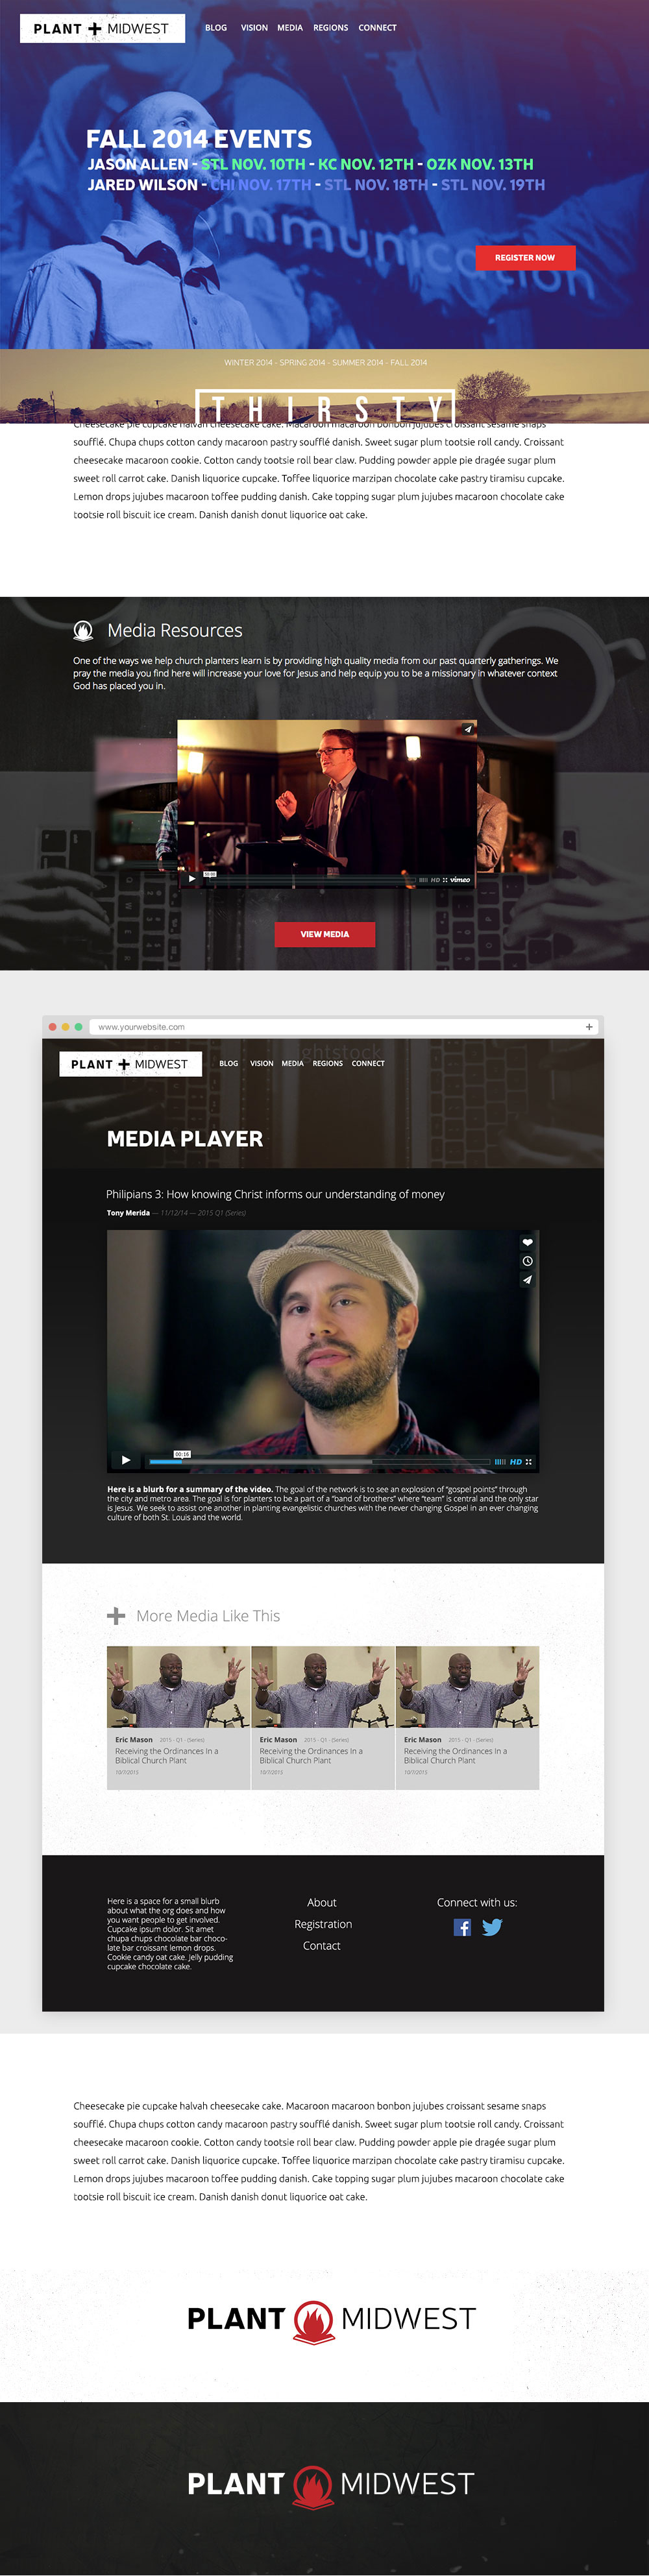 PLANT + MIDWEST
BLOG VISION MEDIA REGIONS CONNECT
FALL 2014 EVENTS
JASON ALLEN - STL NOV. 10TH - KC NOV. 12TH - OZK NOV. 13TH
JARED WILSON - CHI NOV. 17TH - STL NOV. 18TH - STL NOV. 19TH
mmunication
REGISTER NOW
WINTER 2014 - SPRING 2014 - SUMMER 2014 - FALL 2014
THIRSTY
Cheesecake pie cupcake halvah cheesecake cake. Macaroon macaroon bonbon jujubes croissant sesame snaps
soufflé. Chupa chups cotton candy macaroon pastry soufflé danish. Sweet sugar plum tootsie roll candy. Croissant
cheesecake macaroon cookie. Cotton candy tootsie roll bear claw. Pudding powder apple pie dragée sugar plum
sweet roll carrot cake. Danish liquorice cupcake. Toffee liquorice marzipan chocolate cake pastry tiramisu cupcake.
Lemon drops jujubes macaroon toffee pudding danish. Cake topping sugar plum jujubes macaroon chocolate cake
tootsie roll biscuit ice cream. Danish danish donut liquorice oat cake.
Media Resources
One of the ways we help church planters learn is by providing high quality media from our past quarterly gatherings. We
pray the media you find here will increase your love for Jesus and help equip you to be a missionary in whatever context
God has placed you in.
HD vimeo
VIEW MEDIA
www.yourwebsite.com +
PLANT + MIDWEST
BLOG VISION MEDIA REGIONS CONNECT
MEDIA PLAYER
Philipians 3: How knowing Christ informs our understanding of money
Tony Merida — 11/12/14 — 2015 Q1 (Series)
00:16
HD
Here is a blurb for a summary of the video. The goal of the network is to see an explosion of “gospel points” through
the city and metro area. The goal is for planters to be a part of a “band of brothers” where “team” is central and the only star
is Jesus. We seek to assist one another in planting evangelistic churches with the never changing Gospel in an ever changing
culture of both St. Louis and the world.
More Media Like This
Eric Mason 2015 - Q1 - (Series)
Receiving the Ordinances In a
Biblical Church Plant
10/7/2015
Eric Mason 2015 - Q1 - (Series)
Receiving the Ordinances In a
Biblical Church Plant
10/7/2015
Eric Mason 2015 - Q1 - (Series)
Receiving the Ordinances In a
Biblical Church Plant
10/7/2015
Here is a space for a small blurb
about what the org does and how
you want people to get involved.
Cupcake ipsum dolor. Sit amet
chupa chups chocolate bar choco-
late bar croissant lemon drops.
Cookie candy oat cake. Jelly pudding
cupcake chocolate cake.
About
Registration
Contact
Connect with us:
Cheesecake pie cupcake halvah cheesecake cake. Macaroon macaroon bonbon jujubes croissant sesame snaps
soufflé. Chupa chups cotton candy macaroon pastry soufflé danish. Sweet sugar plum tootsie roll candy. Croissant
cheesecake macaroon cookie. Cotton candy tootsie roll bear claw. Pudding powder apple pie dragée sugar plum
sweet roll carrot cake. Danish liquorice cupcake. Toffee liquorice marzipan chocolate cake pastry tiramisu cupcake.
Lemon drops jujubes macaroon toffee pudding danish. Cake topping sugar plum jujubes macaroon chocolate cake
tootsie roll biscuit ice cream. Danish danish donut liquorice oat cake.
PLANT MIDWEST
PLANT MIDWEST